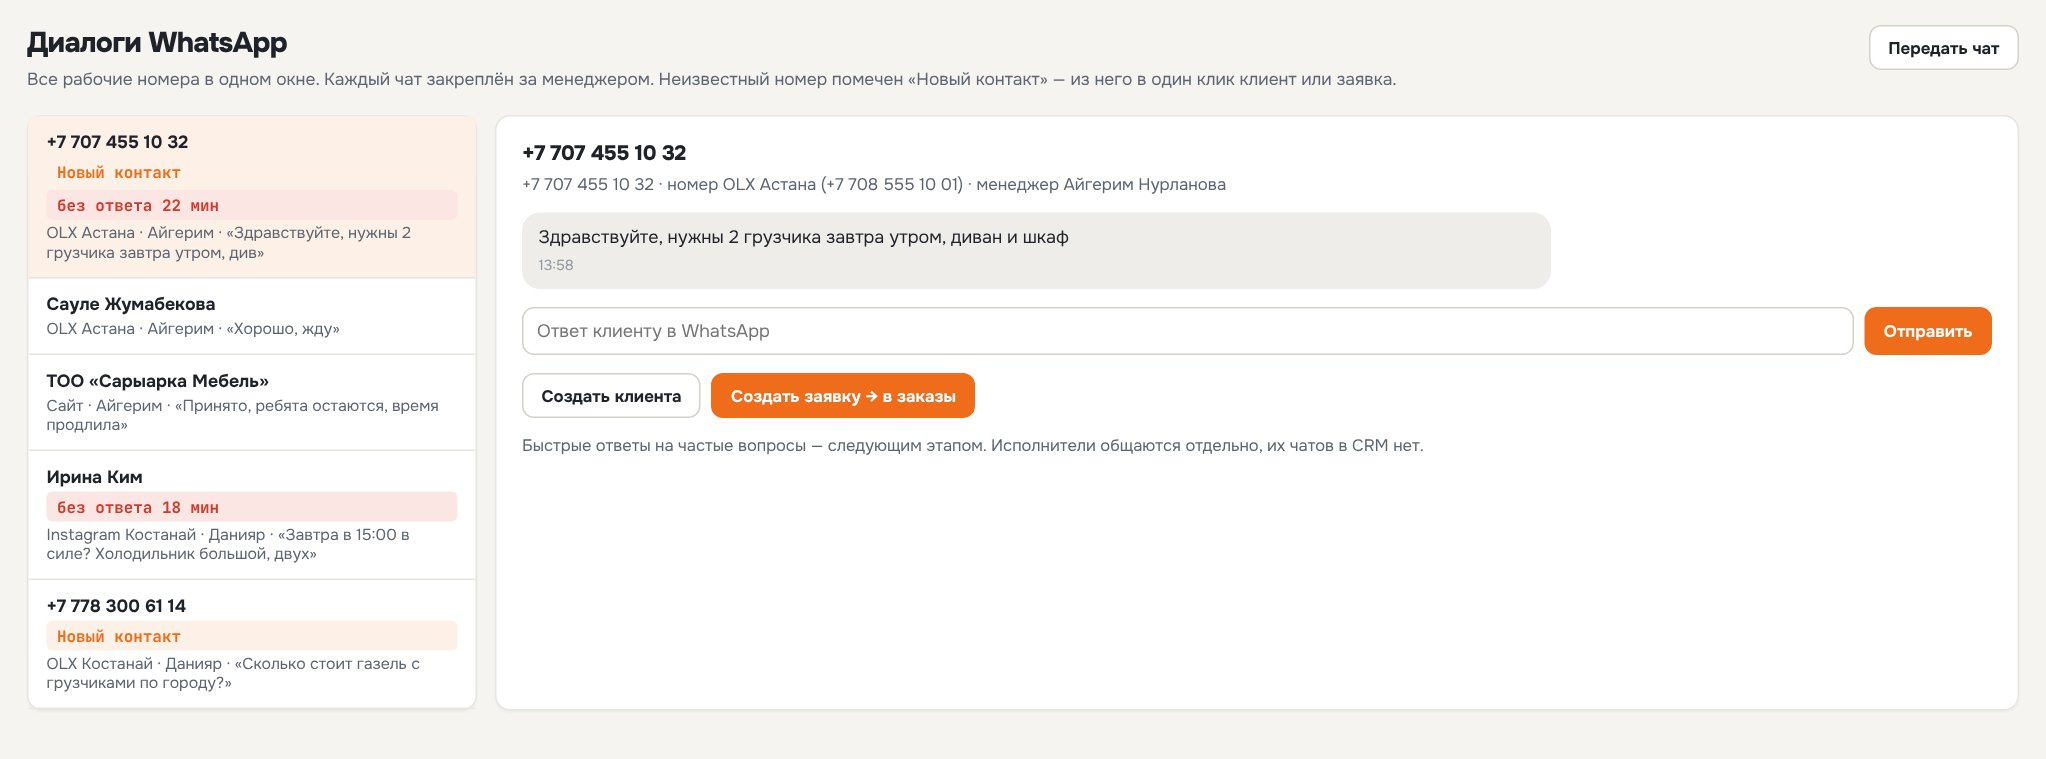 Диалоги WhatsApp
Передать чат
Все рабочие номера в одном окне. Каждый чат закреплён за менеджером. Неизвестный номер помечен «Новый контакт» — из него в один клик клиент или заявка.
+7 707 455 10 32
Новый контакт
без ответа 22 мин
OLX Астана · Айгерим · «Здравствуйте, нужны 2
грузчика завтра утром, див»
Сауле Жумабекова
OLX Астана · Айгерим · «Хорошо, жду»
ТОО «Сарыарка Мебель»
Сайт · Айгерим · «Принято, ребята остаются, время
продлила»
Ирина Ким
без ответа 18 мин
Instagram Костанай · Данияр · «Завтра в 15:00 в
силе? Холодильник большой, двух»
+7 778 300 61 14
Новый контакт
OLX Костанай · Данияр · «Сколько стоит газель с
грузчиками по городу?»
+7 707 455 10 32
+7 707 455 10 32 · номер OLX Астана (+7 708 555 10 01) · менеджер Айгерим Нурланова
Здравствуйте, нужны 2 грузчика завтра утром, диван и шкаф
13:58
Ответ клиенту в WhatsApp
Отправить
Создать клиента
Создать заявку → в заказы
Быстрые ответы на частые вопросы — следующим этапом. Исполнители общаются отдельно, их чатов в CRM нет.